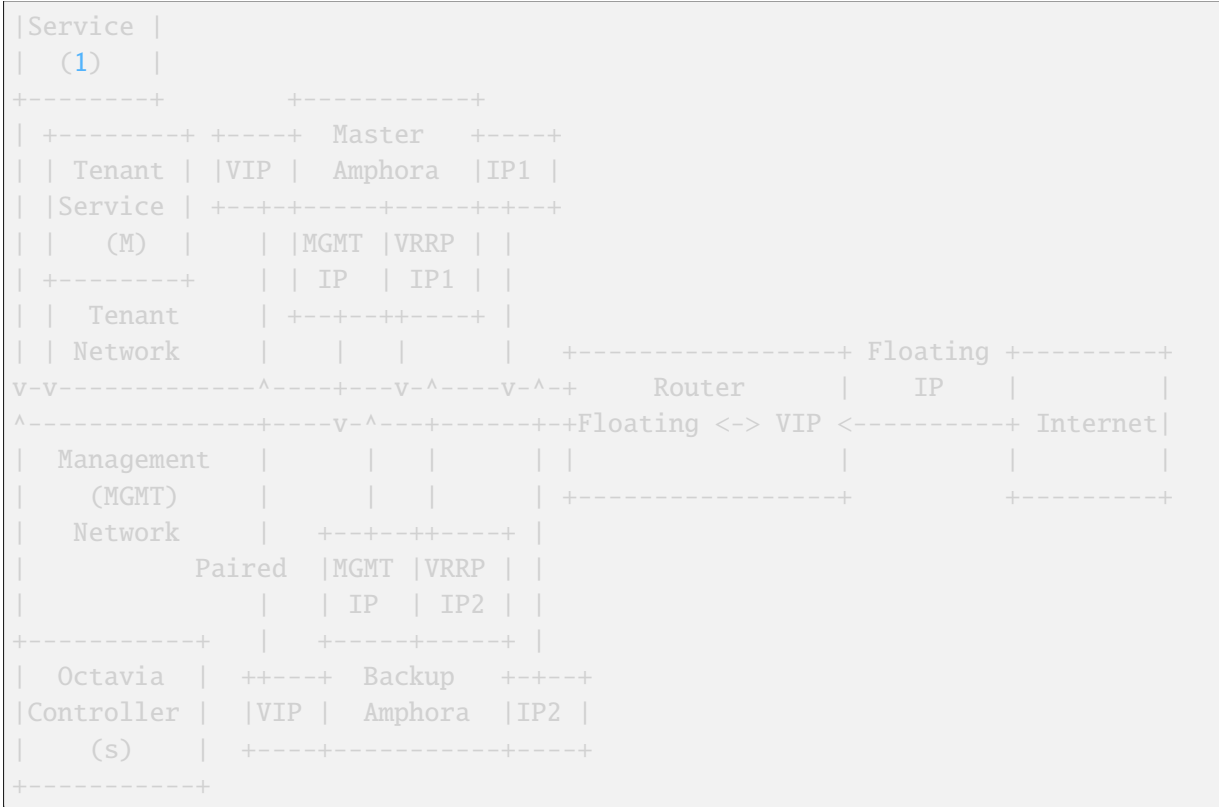 |Service |
|   (1)   |
+--------+        +-----------+
| +--------+ +----+  Master   +----+
| | Tenant | |VIP |  Amphora  |IP1 |
| |Service | +--+-+-----+-----+-+--+
| |   (M)  |    | |MGMT |VRRP | |
| +--------+    | | IP  | IP1 | |
| |  Tenant     | +--+--++----+ |
| | Network     |    |   |      |   +-----------------+ Floating +---------+
v-v-------------^----+---v-^----v-^-+     Router      |    IP    |         |
^---------------+----v-^---+------+-+Floating <-> VIP <----------+ Internet|
|  Management   |      |   |      | |                 |          |         |
|    (MGMT)     |      |   |      | +-----------------+          +---------+
|   Network     |   +--+--++----+ |
|           Paired  |MGMT |VRRP | |
|               |   | IP  | IP2 | |
+-----------+   |   +-----+-----+ |
|  Octavia  |  ++---+  Backup   +-+--+
|Controller |  |VIP |  Amphora  |IP2 |
|    (s)    |  +----+-----------+----+
+-----------+